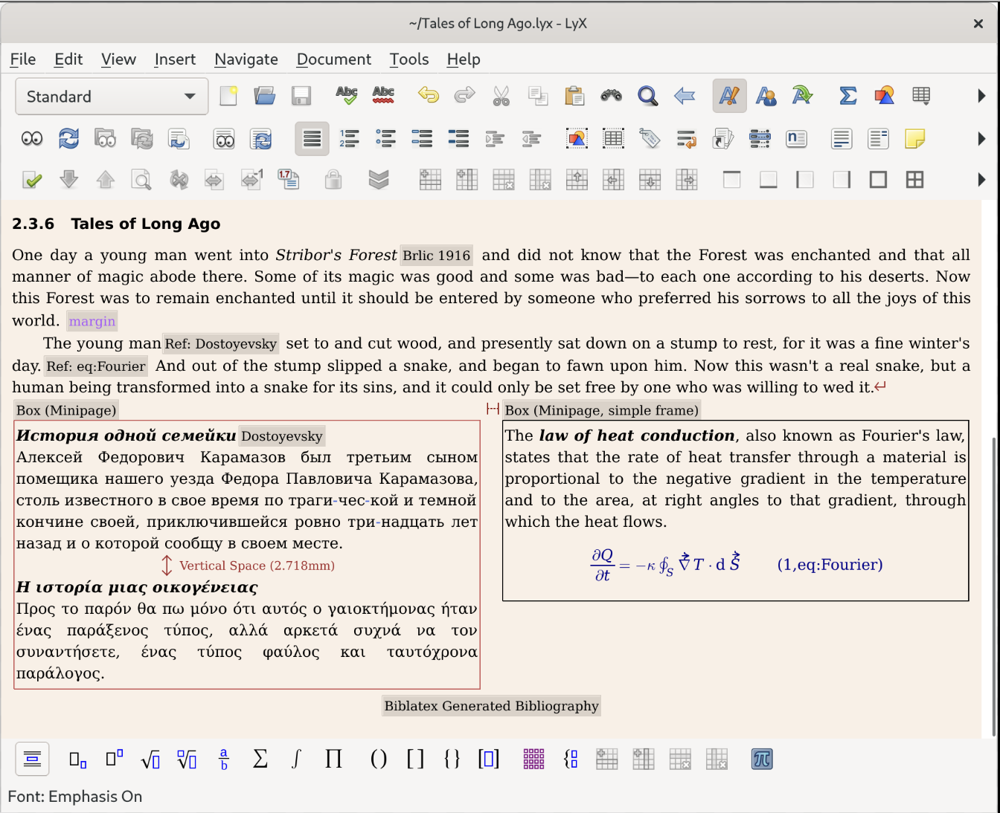 ~/Tales of Long Ago.lyx - LyX
File Edit View Insert Navigate Document Tools Help
Standard
Abc Abc
1.7
2.3.6 Tales of Long Ago
One day a young man went into Stribor's Forest Brlic 1916 and did not know that the Forest was enchanted and that all
manner of magic abode there. Some of its magic was good and some was bad—to each one according to his deserts. Now
this Forest was to remain enchanted until it should be entered by someone who preferred his sorrows to all the joys of this
world. margin
The young man Ref: Dostoyevsky set to and cut wood, and presently sat down on a stump to rest, for it was a fine winter's
day. Ref: eq:Fourier And out of the stump slipped a snake, and began to fawn upon him. Now this wasn't a real snake, but a
human being transformed into a snake for its sins, and it could only be set free by one who was willing to wed it.↵
Box (Minipage)
История одной семейки Dostoyevsky
Алексей Федорович Карамазов был третьим сыном
помещика нашего уезда Федора Павловича Карамазова,
столь известного в свое время по траги-чес-кой и темной
кончине своей, приключившейся ровно три-надцать лет
назад и о которой сообщу в своем месте.
Vertical Space (2.718mm)
Η ιστορία μιας οικογένειας
Προς το παρόν θα πω μόνο ότι αυτός ο γαιοκτήμονας ήταν
ένας παράξενος τύπος, αλλά αρκετά συχνά να τον
συναντήσετε, ένας τύπος φαύλος και ταυτόχρονα
παράλογος.
Box (Minipage, simple frame)
The law of heat conduction, also known as Fourier's law,
states that the rate of heat transfer through a material is
proportional to the negative gradient in the temperature
and to the area, at right angles to that gradient, through
which the heat flows.
∂Q/∂t = −κ ∮S ∇⃗ T · d S⃗ (1,eq:Fourier)
Biblatex Generated Bibliography
√ √ a/b Σ ∫ Π () [] {} [] { π
Font: Emphasis On